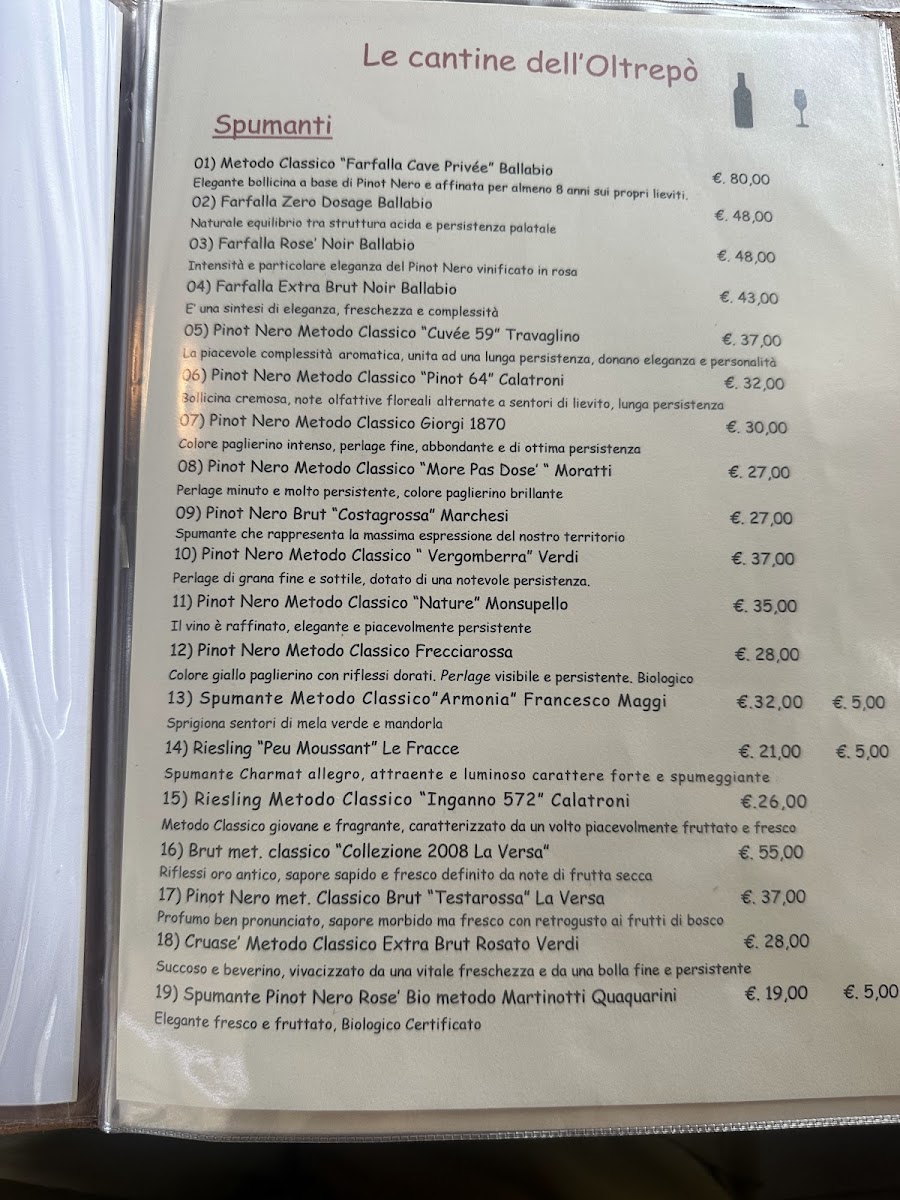 Le cantine dell'Oltrepò
Spumanti
01) Metodo Classico "Farfalla Cave Privée" Ballabio €. 80,00
Elegante bollicina a base di Pinot Nero e affinata per almeno 8 anni sui propri lieviti.
02) Farfalla Zero Dosage Ballabio €. 48,00
Naturale equilibrio tra struttura acida e persistenza palatale
03) Farfalla Rose' Noir Ballabio €. 48,00
Intensità e particolare eleganza del Pinot Nero vinificato in rosa
04) Farfalla Extra Brut Noir Ballabio €. 43,00
E' una sintesi di eleganza, freschezza e complessità
05) Pinot Nero Metodo Classico "Cuvée 59" Travaglino €. 37,00
La piacevole complessità aromatica, unita ad una lunga persistenza, donano eleganza e personalità
06) Pinot Nero Metodo Classico "Pinot 64" Calatroni €. 32,00
Bollicina cremosa, note olfattive floreali alternate a sentori di lievito, lunga persistenza
07) Pinot Nero Metodo Classico Giorgi 1870 €. 30,00
Colore paglierino intenso, perlage fine, abbondante e di ottima persistenza
08) Pinot Nero Metodo Classico "More Pas Dose' " Moratti €. 27,00
Perlage minuto e molto persistente, colore paglierino brillante
09) Pinot Nero Brut "Costagrossa" Marchesi €. 27,00
Spumante che rappresenta la massima espressione del nostro territorio
10) Pinot Nero Metodo Classico " Vergomberra" Verdi €. 37,00
Perlage di grana fine e sottile, dotato di una notevole persistenza.
11) Pinot Nero Metodo Classico "Nature" Monsupello €. 35,00
Il vino è raffinato, elegante e piacevolmente persistente
12) Pinot Nero Metodo Classico Frecciarossa €. 28,00
Colore giallo paglierino con riflessi dorati. Perlage visibile e persistente. Biologico
13) Spumante Metodo Classico"Armonia" Francesco Maggi €.32,00 €. 5,00
Sprigiona sentori di mela verde e mandorla
14) Riesling "Peu Moussant" Le Fracce €. 21,00 €. 5,00
Spumante Charmat allegro, attraente e luminoso carattere forte e spumeggiante
15) Riesling Metodo Classico "Inganno 572" Calatroni €.26,00
Metodo Classico giovane e fragrante, caratterizzato da un volto piacevolmente fruttato e fresco
16) Brut met. classico "Collezione 2008 La Versa" €. 55,00
Riflessi oro antico, sapore sapido e fresco definito da note di frutta secca
17) Pinot Nero met. Classico Brut "Testarossa" La Versa €. 37,00
Profumo ben pronunciato, sapore morbido ma fresco con retrogusto ai frutti di bosco
18) Cruase' Metodo Classico Extra Brut Rosato Verdi €. 28,00
Succoso e beverino, vivacizzato da una vitale freschezza e da una bolla fine e persistente
19) Spumante Pinot Nero Rose' Bio metodo Martinotti Quaquarini €. 19,00 €. 5,00
Elegante fresco e fruttato, Biologico Certificato